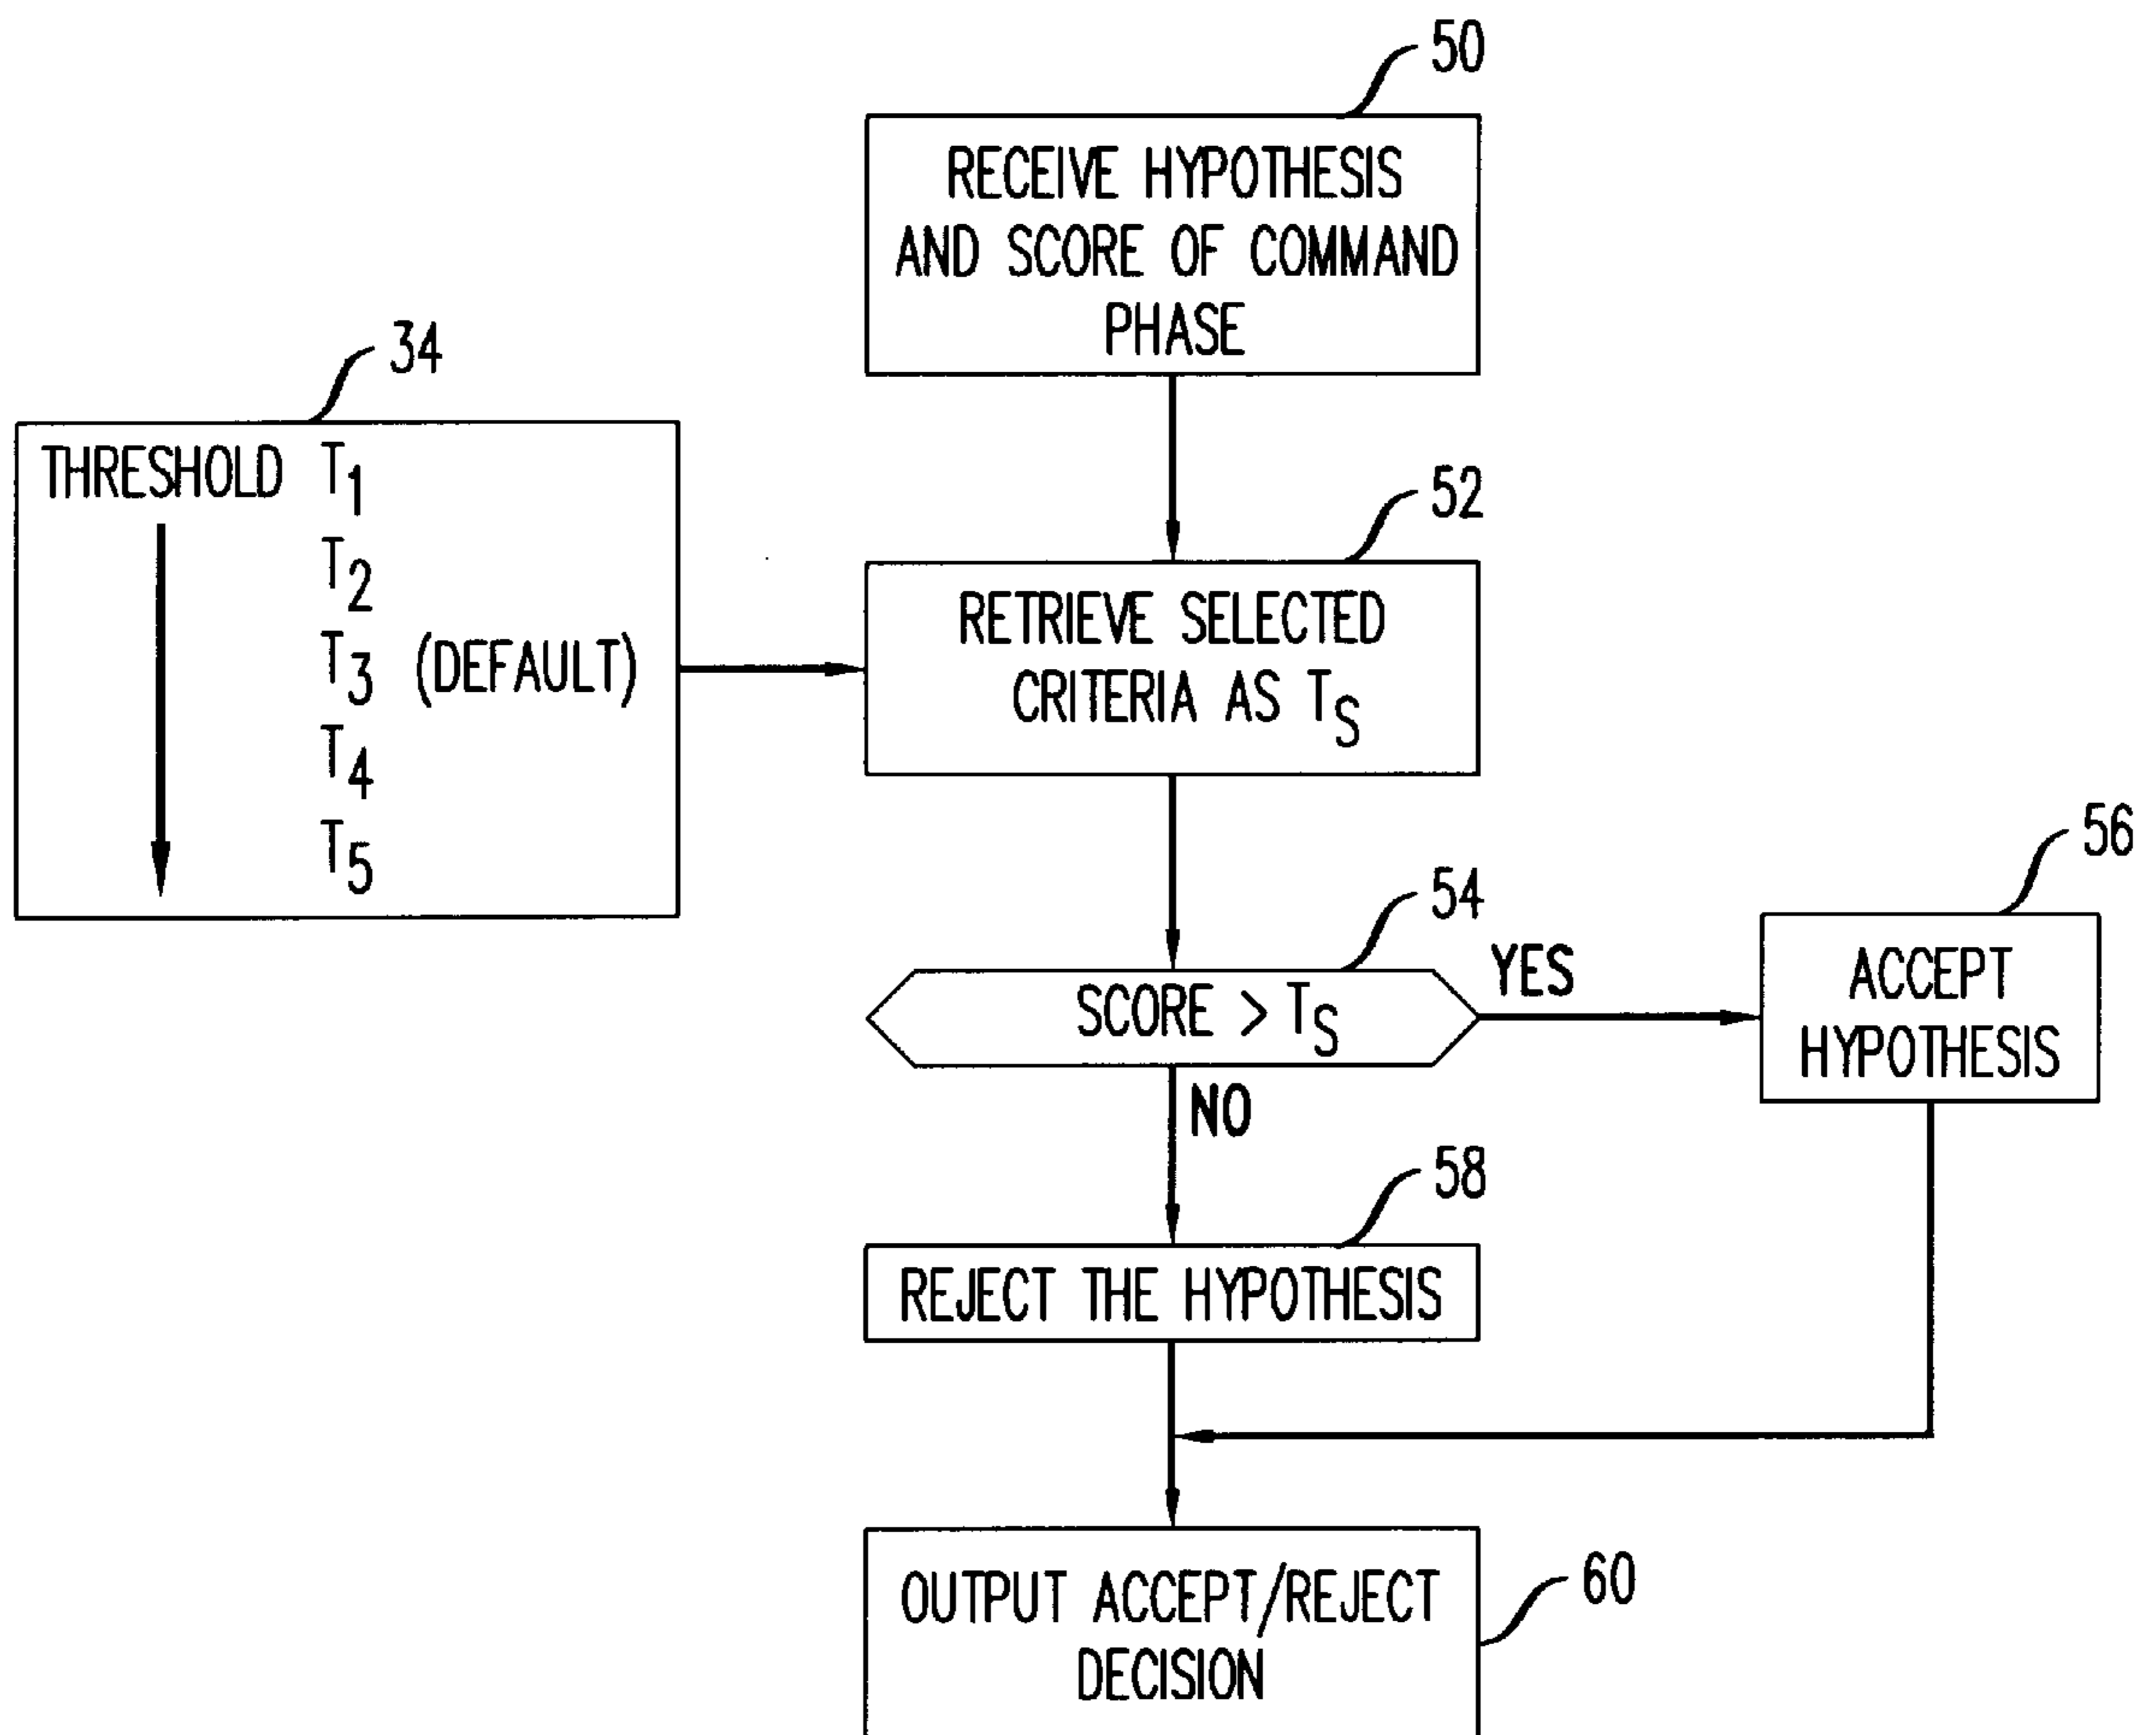 50
RECEIVE HYPOTHESIS
AND SCORE OF COMMAND
PHASE
34
THRESHOLD T1
T2
T3 (DEFAULT)
T4
T5
52
RETRIEVE SELECTED
CRITERIA AS TS
54
SCORE > TS
YES
56
ACCEPT
HYPOTHESIS
NO
58
REJECT THE HYPOTHESIS
OUTPUT ACCEPT/REJECT
DECISION
60